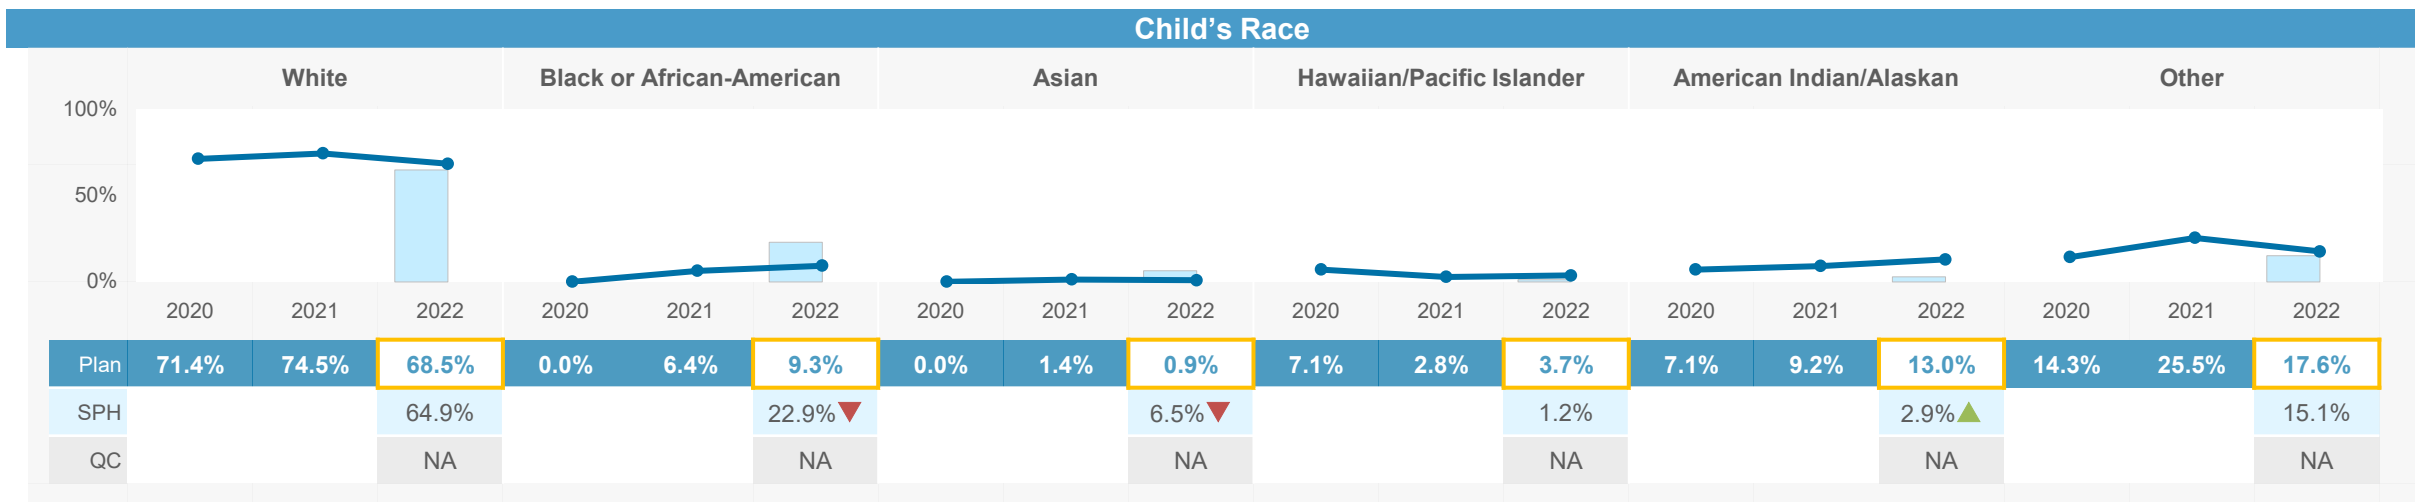 Child’s Race
White Black or African-American Asian Hawaiian/Pacific Islander American Indian/Alaskan Other
100%
50%
0%
2020 2021 2022 2020 2021 2022 2020 2021 2022 2020 2021 2022 2020 2021 2022 2020 2021 2022
Plan 71.4% 74.5% 68.5% 0.0% 6.4% 9.3% 0.0% 1.4% 0.9% 7.1% 2.8% 3.7% 7.1% 9.2% 13.0% 14.3% 25.5% 17.6%
SPH 64.9% 22.9% 6.5% 1.2% 2.9% 15.1%
QC NA NA NA NA NA NA